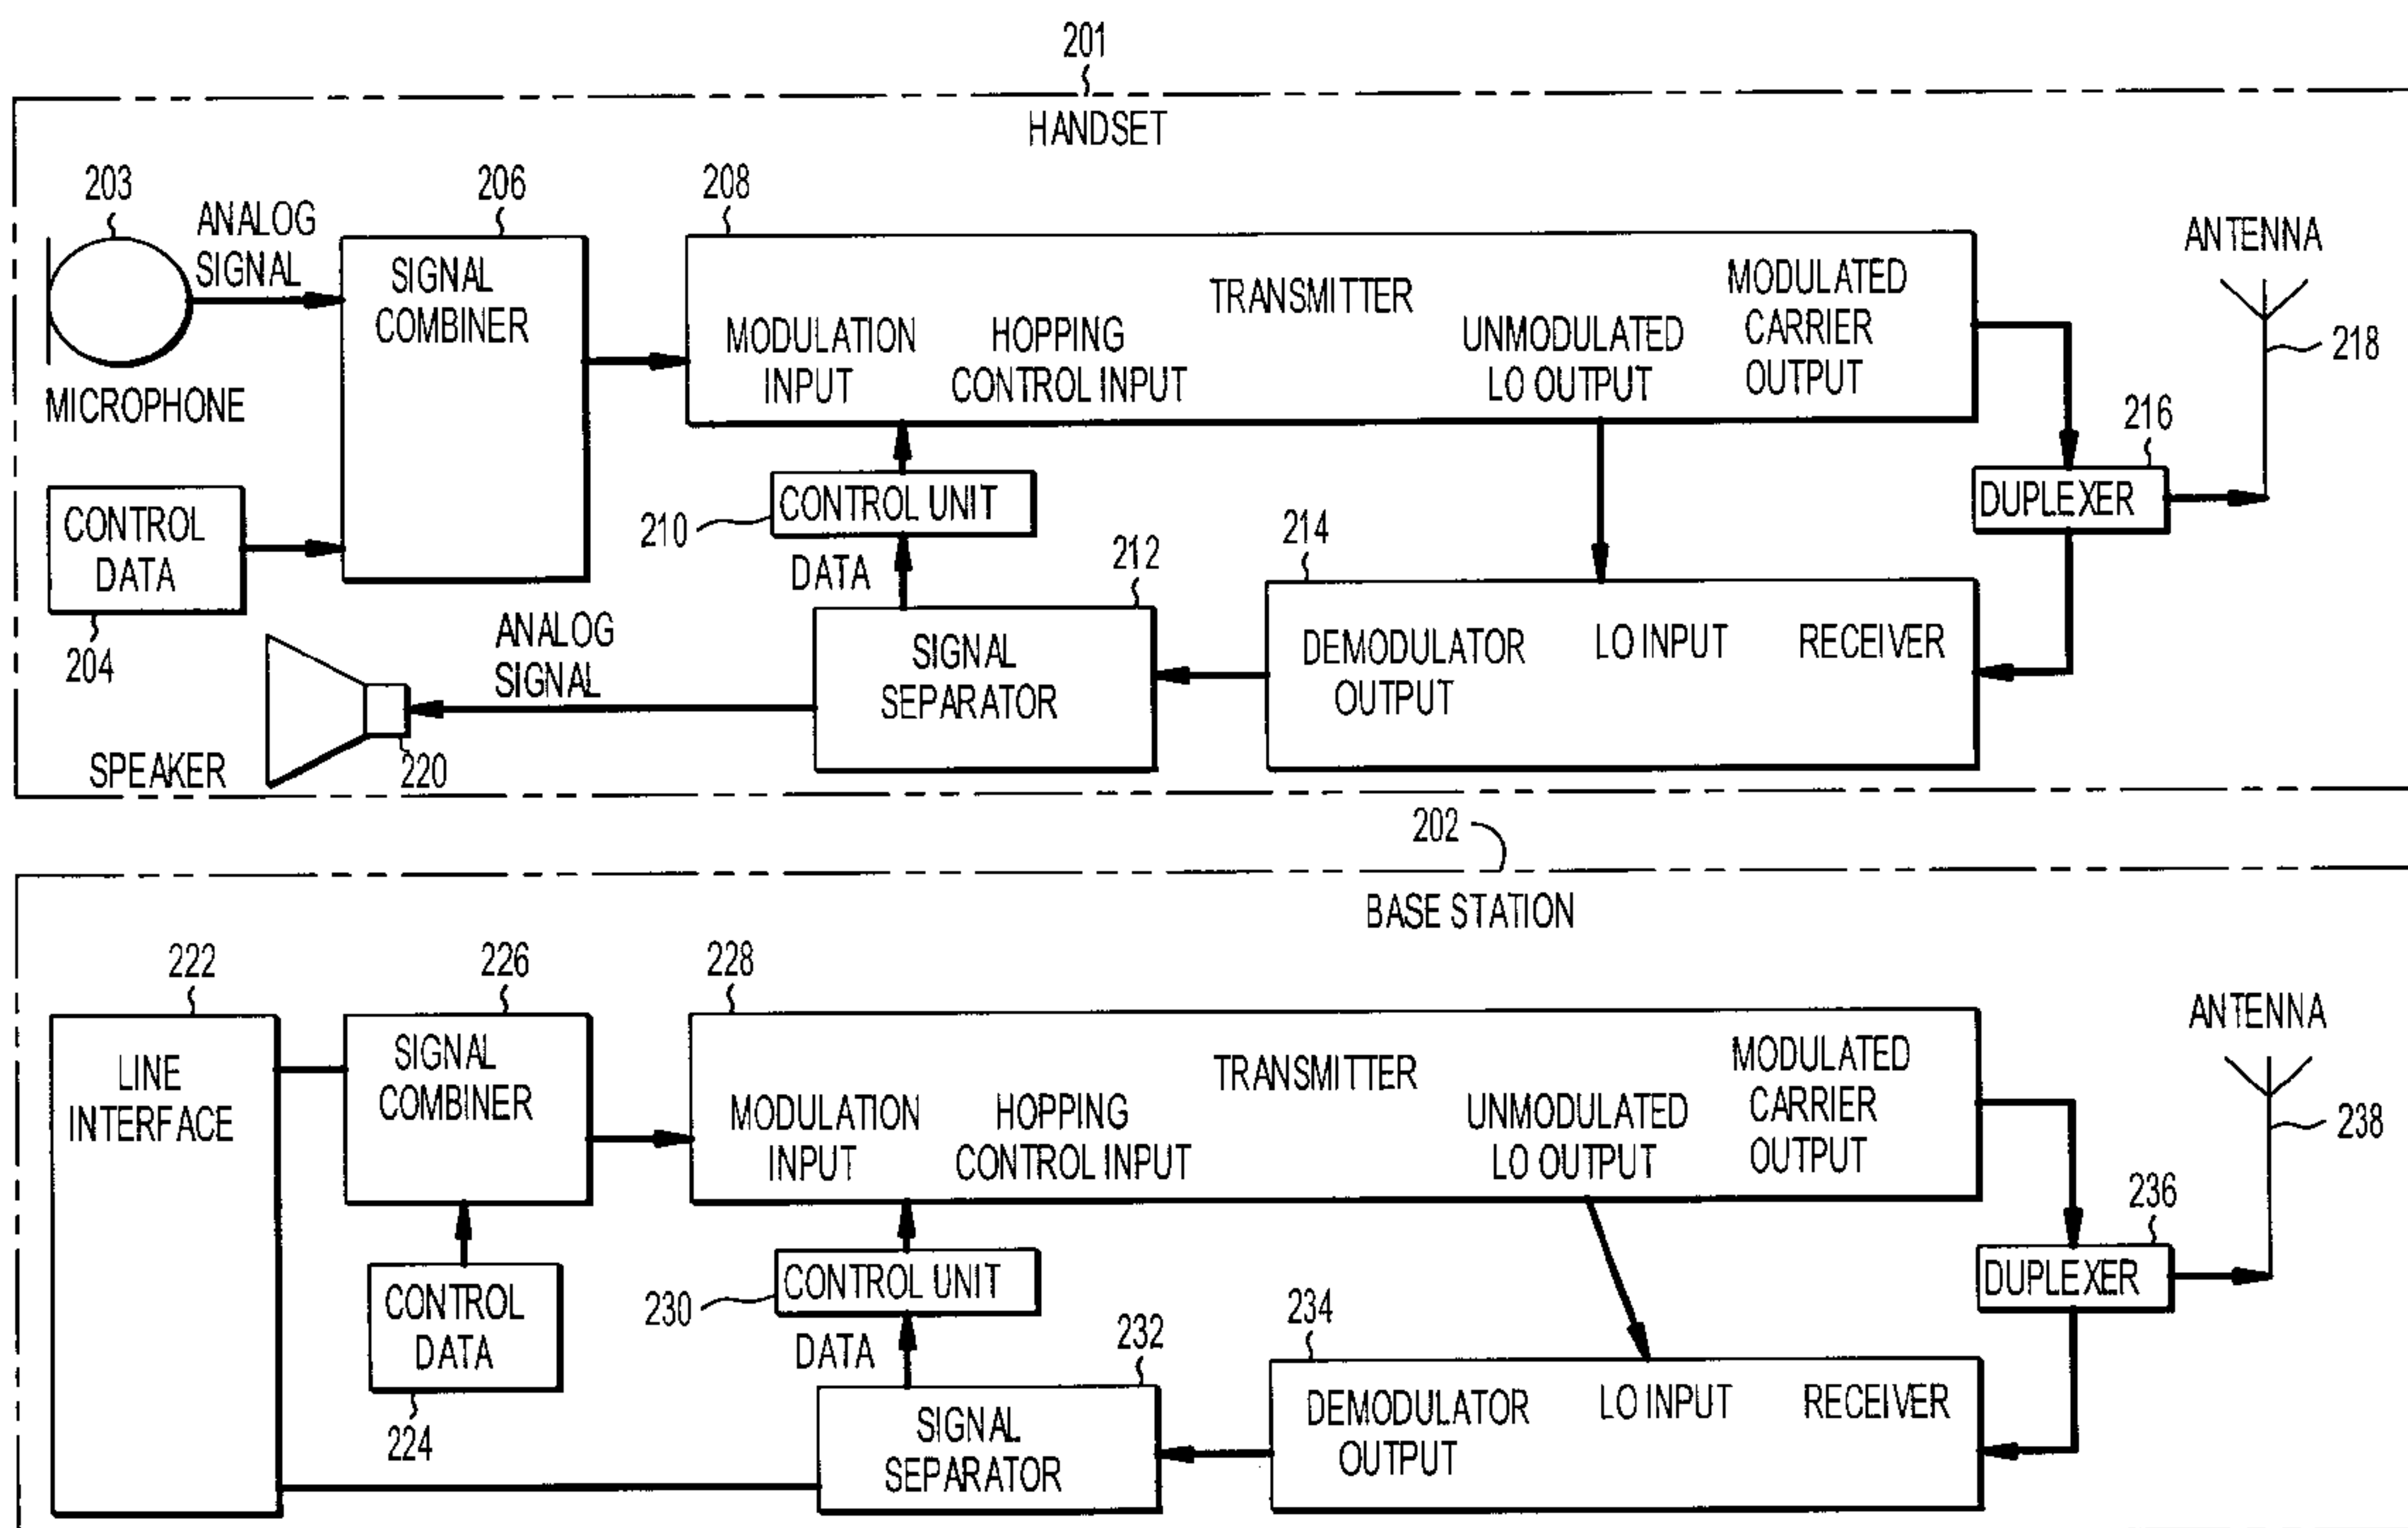 201
HANDSET
203
ANALOG
SIGNAL
MICROPHONE
206
SIGNAL
COMBINER
CONTROL
DATA
204
208
TRANSMITTER
MODULATION
INPUT
HOPPING
CONTROL INPUT
UNMODULATED
LO OUTPUT
MODULATED
CARRIER
OUTPUT
ANTENNA
218
216
DUPLEXER
210
CONTROL UNIT
DATA
212
SIGNAL
SEPARATOR
214
DEMODULATOR
OUTPUT
LO INPUT
RECEIVER
ANALOG
SIGNAL
SPEAKER
220
202
BASE STATION
222
LINE
INTERFACE
226
SIGNAL
COMBINER
CONTROL
DATA
224
228
TRANSMITTER
MODULATION
INPUT
HOPPING
CONTROL INPUT
UNMODULATED
LO OUTPUT
MODULATED
CARRIER
OUTPUT
ANTENNA
238
236
DUPLEXER
230
CONTROL UNIT
DATA
232
SIGNAL
SEPARATOR
234
DEMODULATOR
OUTPUT
LO INPUT
RECEIVER